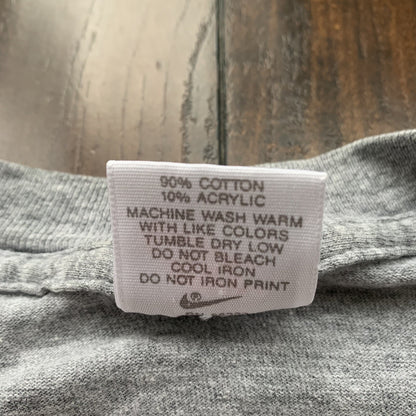 90% COTTON
10% ACRYLIC
MACHINE WASH WARM
WITH LIKE COLORS
TUMBLE DRY LOW
DO NOT BLEACH
COOL IRON
DO NOT IRON PRINT
®